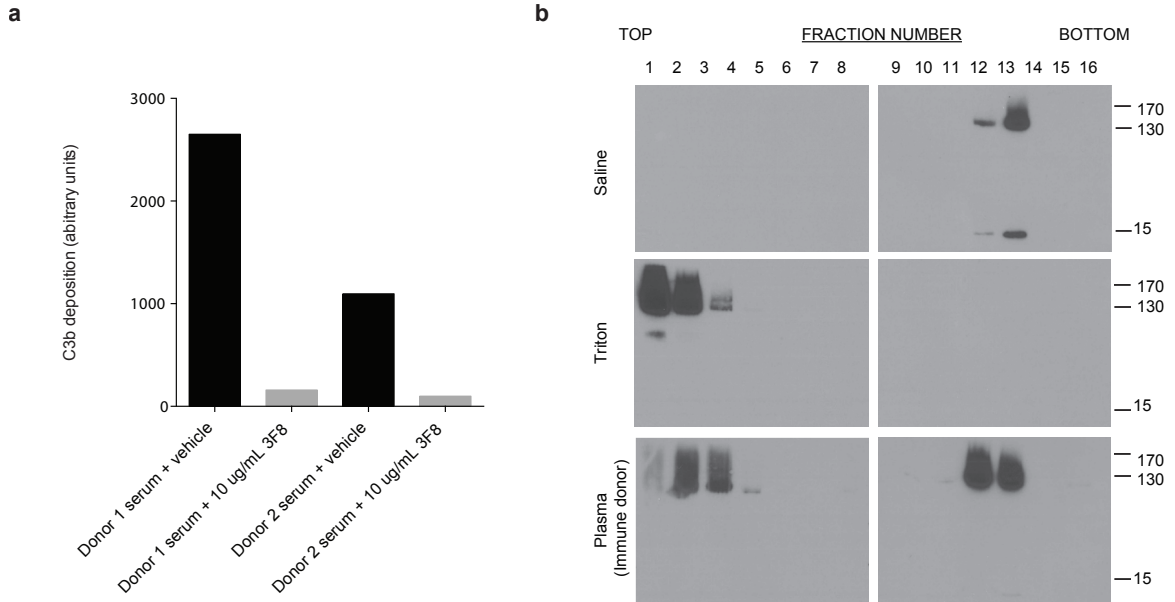 a
3000
2000
1000
0
C3b deposition (abitrary units)
Donor 1 serum + vehicle
Donor 1 serum + 10 ug/mL 3F8
Donor 2 serum + vehicle
Donor 2 serum + 10 ug/mL 3F8
b
TOP FRACTION NUMBER BOTTOM
1 2 3 4 5 6 7 8 9 10 11 12 13 14 15 16
Saline
170
130
15
Triton
170
130
15
Plasma
(Immune donor)
170
130
15